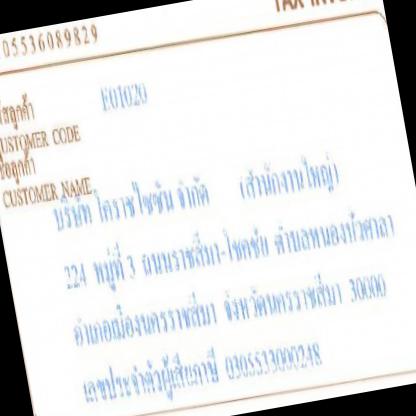 TAX INVO
05536089829
รหัสลูกค้า E01020
CUSTOMER CODE
ชื่อลูกค้า
CUSTOMER NAME
บริษัท โคราชไซซัน จำกัด (สำนักงานใหญ่)
224 หมู่ที่ 3 ถนนราชสีมา-โชคชัย ตำบลหนองบัวศาลา
อำเภอเมืองนครราชสีมา จังหวัดนครราชสีมา 30000
เลขประจำตัวผู้เสียภาษี 0305533000248